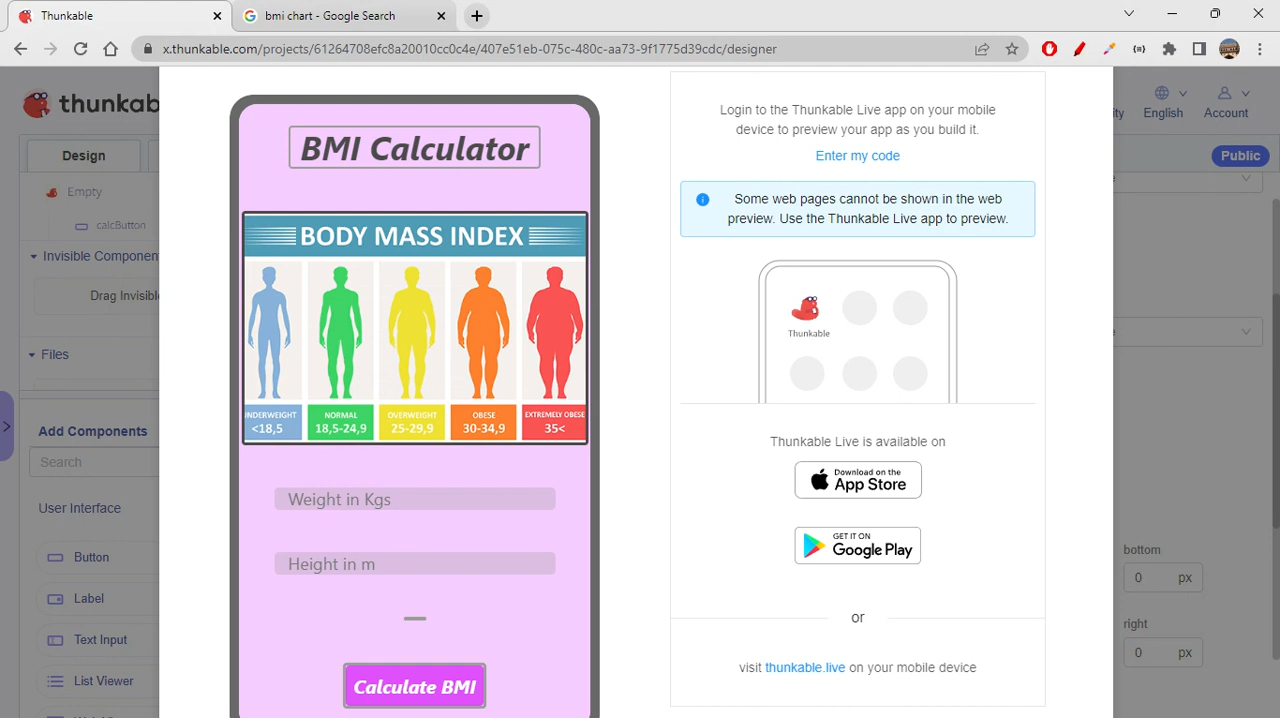 Thunkable
bmi chart - Google Search
x.thunkable.com/projects/61264708efc8a20010cc0c4e/407e51eb-075c-480c-aa73-9f1775d39cdc/designer
thunkab
English
Account
Design
Public
Empty
calcButton
Invisible Componen
Drag Invisibl
Files
Add Components
Search
User Interface
Button
Label
Text Input
List Viewer
BMI Calculator
BODY MASS INDEX
NDERWEIGHT
<18,5
NORMAL
18,5-24,9
OVERWEIGHT
25-29,9
OBESE
30-34,9
EXTREMELY OBESE
35<
Weight in Kgs
Height in m
Calculate BMI
Login to the Thunkable Live app on your mobile
device to preview your app as you build it.
Enter my code
Some web pages cannot be shown in the web
preview. Use the Thunkable Live app to preview.
Thunkable
Thunkable Live is available on
Download on the
App Store
GET IT ON
Google Play
or
visit thunkable.live on your mobile device
bottom
0 px
right
0 px